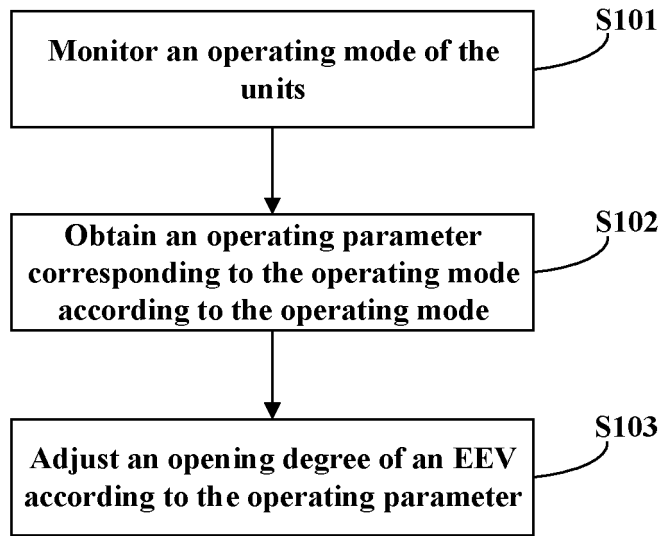 S101
Monitor an operating mode of the
units
S102
Obtain an operating parameter
corresponding to the operating mode
according to the operating mode
S103
Adjust an opening degree of an EEV
according to the operating parameter